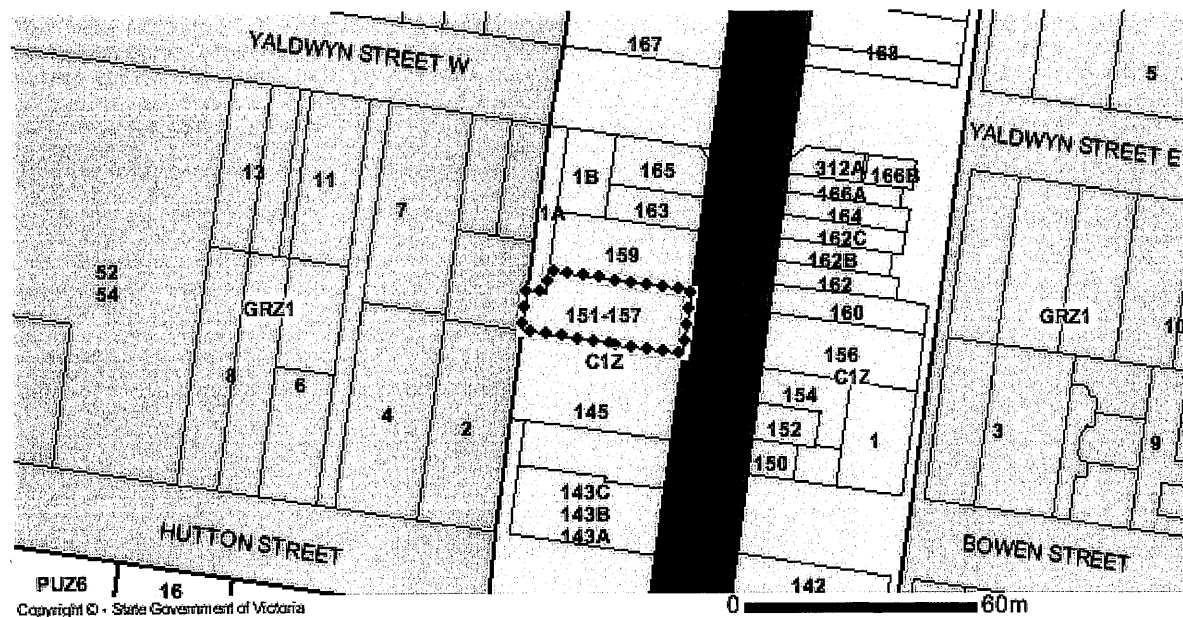 YALDWYN STREET W
167
168
5
YALDWYN STREET E
13
11
7
1B
165
312A
166B
166A
164
1A
163
162C
159
162B
52
54
162
GRZ1
151-157
160
GRZ1
10
C1Z
156
C1Z
8
6
4
2
145
154
152
1
3
9
150
143C
143B
143A
HUTTON STREET
BOWEN STREET
PUZ6
16
142
Copyright © - State Government of Victoria
0
60m